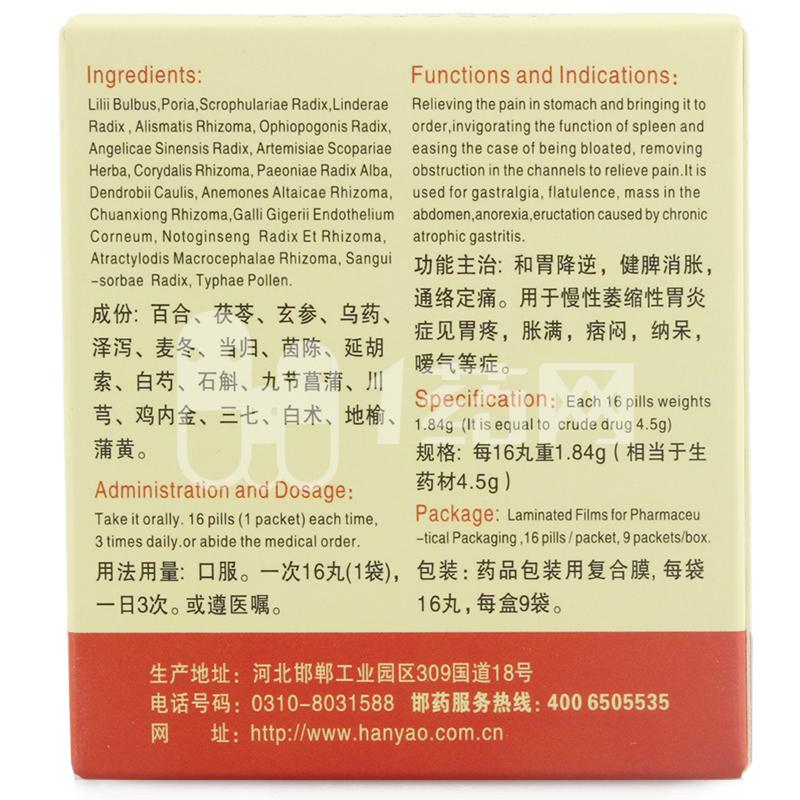 Ingredients:
Lilii Bulbus,Poria,Scrophulariae Radix,Linderae
Radix , Alismatis Rhizoma, Ophiopogonis Radix,
Angelicae Sinensis Radix, Artemisiae Scopariae
Herba, Corydalis Rhizoma, Paeoniae Radix Alba,
Dendrobii Caulis, Anemones Altaicae Rhizoma,
Chuanxiong Rhizoma,Galli Gigerii Endothelium
Corneum, Notoginseng Radix Et Rhizoma,
Atractylodis Macrocephalae Rhizoma, Sangui
-sorbae Radix, Typhae Pollen.
成份: 百合、茯苓、玄参、乌药、
泽泻、麦冬、当归、茵陈、延胡
索、白芍、石斛、九节菖蒲、川
芎、鸡内金、三七、白术、地榆、
蒲黄。
Administration and Dosage:
Take it orally. 16 pills (1 packet) each time,
3 times daily.or abide the medical order.
用法用量: 口服。一次16丸(1袋),
一日3次。或遵医嘱。
Functions and Indications:
Relieving the pain in stomach and bringing it to
order,invigorating the function of spleen and
easing the case of being bloated, removing
obstruction in the channels to relieve pain.It is
used for gastralgia, flatulence, mass in the
abdomen,anorexia,eructation caused by chronic
atrophic gastritis.
功能主治: 和胃降逆，健脾消胀，
通络定痛。用于慢性萎缩性胃炎
症见胃疼，胀满，痞闷，纳呆，
嗳气等症。
Specification: Each 16 pills weights
1.84g (It is equal to crude drug 4.5g)
规格: 每16丸重1.84g（相当于生
药材4.5g）
Package: Laminated Films for Pharmaceu
-tical Packaging ,16 pills / packet, 9 packets/box.
包装: 药品包装用复合膜, 每袋
16丸，每盒9袋。
1药网
生产地址: 河北邯郸工业园区309国道18号
电话号码: 0310-8031588 邯药服务热线: 400 6505535
网 址: http://www.hanyao.com.cn